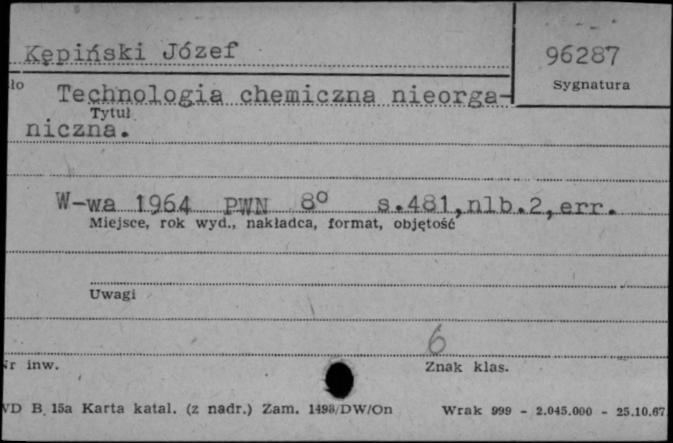 Kępiński Józef
96287
Sygnatura
ło
Technologia chemiczna nieorga-
Tytuł
niczna.
W-wa 1964 PWN 8° s.481,nlb.2,err.
Miejsce, rok wyd., nakładca, format, objętość
Uwagi
6
Nr inw.
Znak klas.
WD B 15a Karta katal. (z nadr.) Zam. 1498/DW/On Wrak 999 - 2.045.000 - 25.10.67